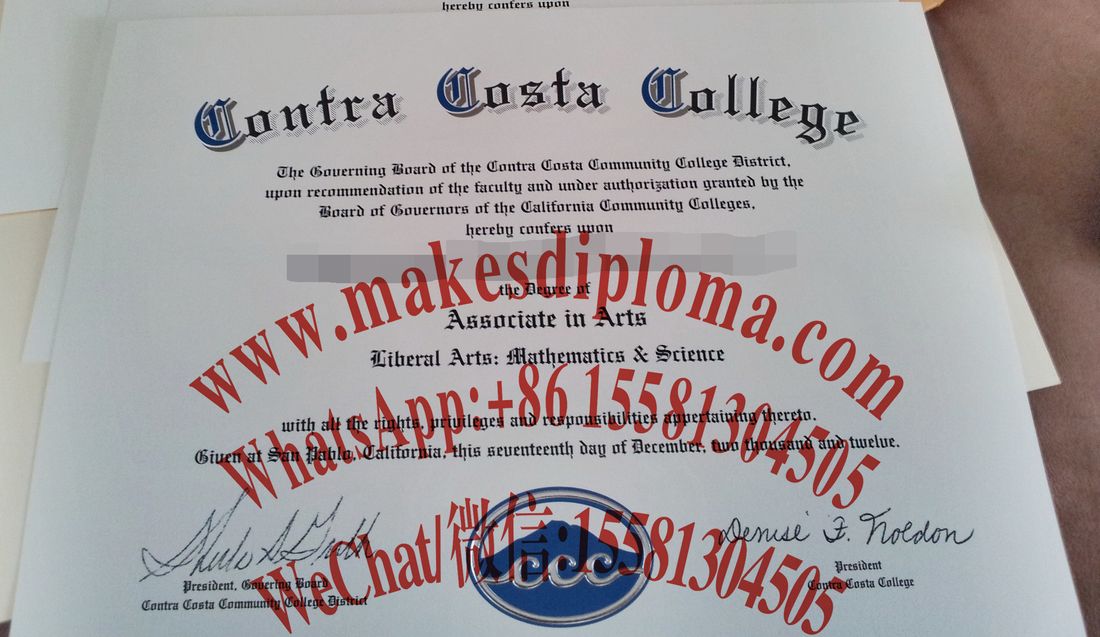 hereby confers upon
Contra Costa College
The Governing Board of the Contra Costa Community College District,
upon recommendation of the faculty and under authorization granted by the
Board of Governors of the California Community Colleges,
hereby confers upon
www.makesdiploma.com
the Degree of
Associate in Arts
Liberal Arts: Mathematics & Science
WhatsApp:+86 15581304505
with all the rights, privileges and responsibilities appertaining thereto.
Given at San Pablo, California, this seventeenth day of December, two thousand and twelve.
WeChat/微信:15581304505
ccc
Denise F. Noldon
President, Governing Board
Contra Costa Community College District
President
Contra Costa College